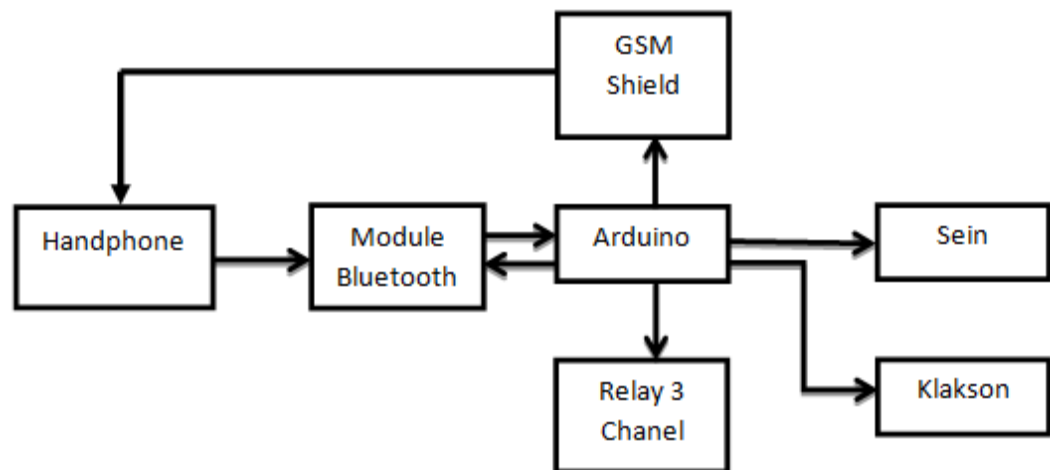 GSM
Shield
Handphone
Module
Bluetooth
Arduino
Sein
Relay 3
Chanel
Klakson